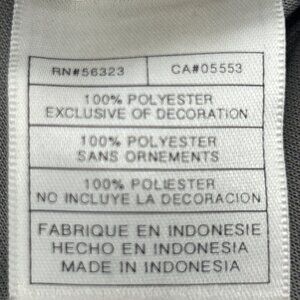 RN#56323 CA#05553
100% POLYESTER
EXCLUSIVE OF DECORATION
100% POLYESTER
SANS ORNEMENTS
100% POLIESTER
NO INCLUYE LA DECORACION
FABRIQUE EN INDONESIE
HECHO EN INDONESIA
MADE IN INDONESIA